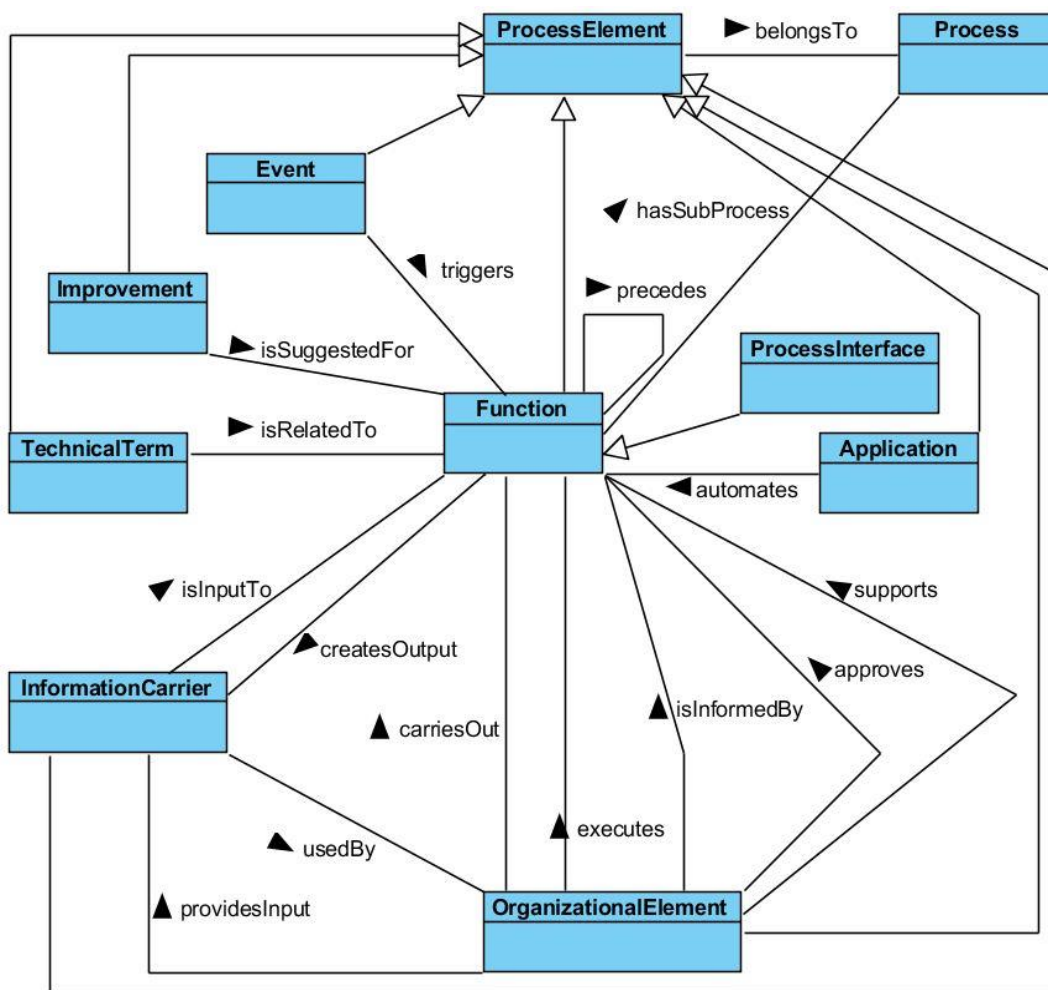 ProcessElement
belongsTo
Process
Event
hasSubProcess
triggers
Improvement
precedes
isSuggestedFor
ProcessInterface
Function
isRelatedTo
TechnicalTerm
Application
automates
isInputTo
supports
createsOutput
approves
InformationCarrier
isInformedBy
carriesOut
executes
usedBy
providesInput
OrganizationalElement